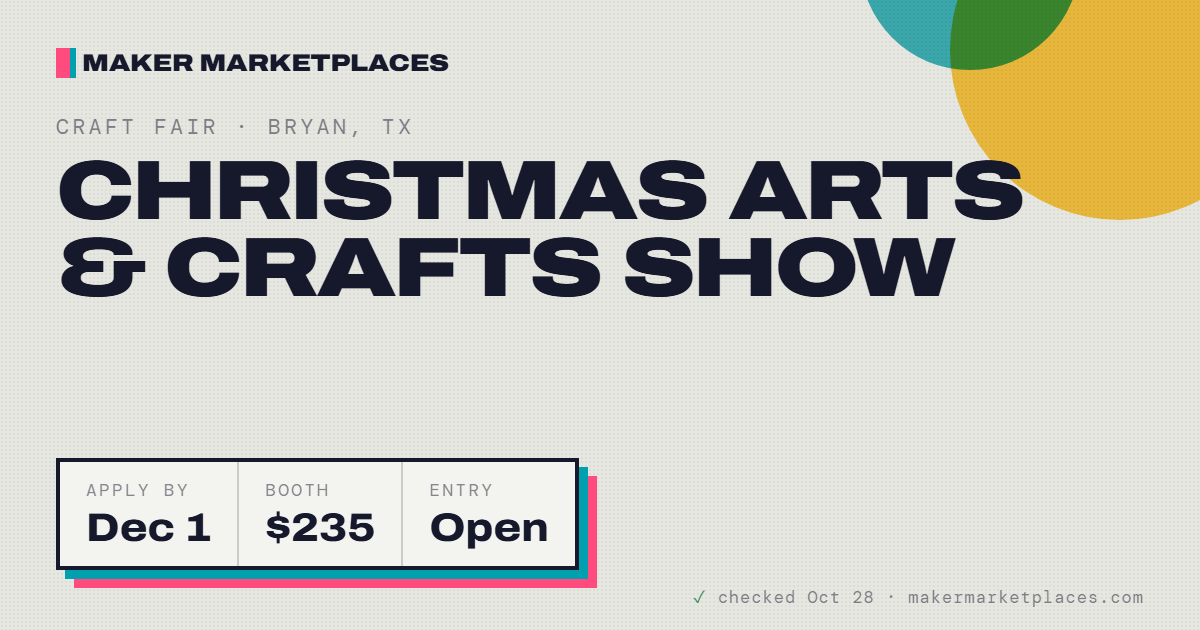 MAKER MARKETPLACES
CRAFT FAIR · BRYAN, TX
CHRISTMAS ARTS
& CRAFTS SHOW
APPLY BY
Dec 1
BOOTH
$235
ENTRY
Open
✓ checked Oct 28 · makermarketplaces.com